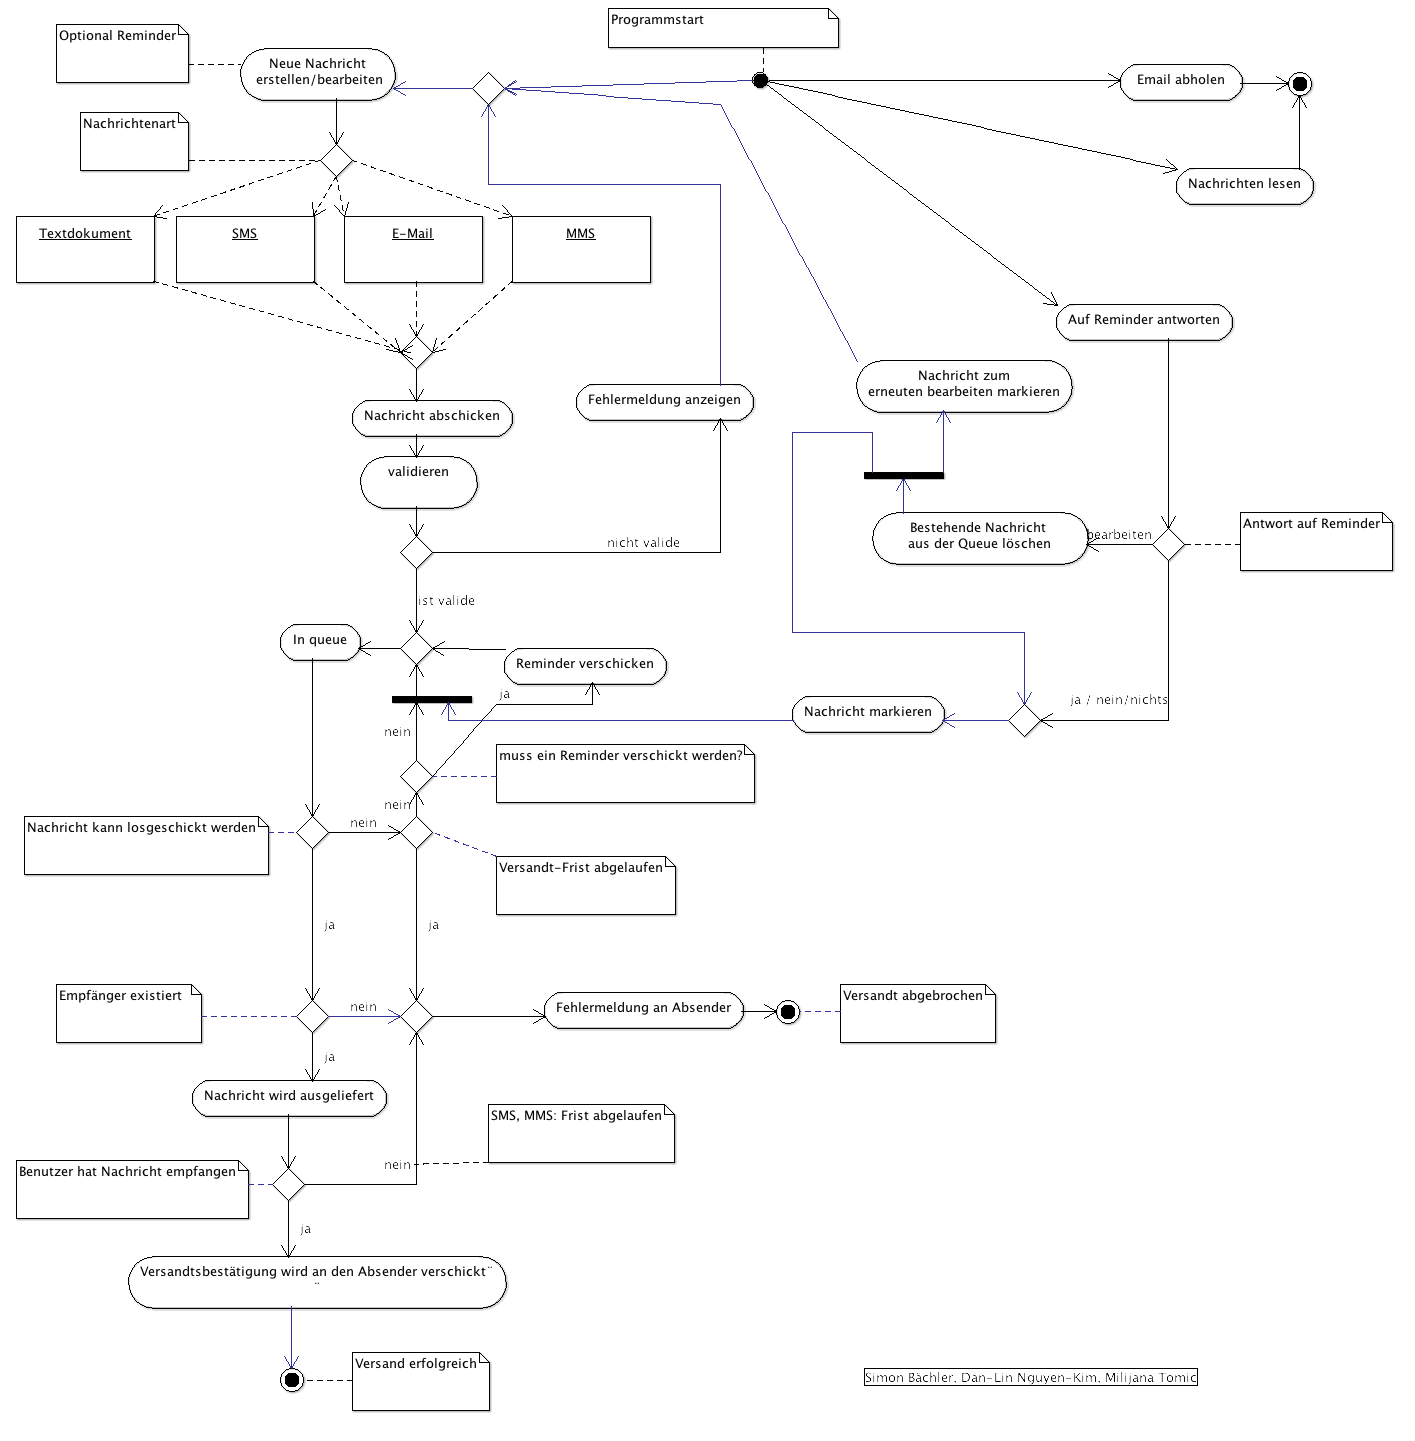 Programmstart
Optional Reminder
Neue Nachricht
erstellen/bearbeiten
Email abholen
Nachrichtenart
Nachrichten lesen
Textdokument
SMS
E-Mail
MMS
Auf Reminder antworten
Nachricht zum
erneuten bearbeiten markieren
Fehlermeldung anzeigen
Nachricht abschicken
validieren
nicht valide
Bestehende Nachricht
aus der Queue löschen
bearbeiten
Antwort auf Reminder
ist valide
In queue
Reminder verschicken
ja
ja / nein/nichts
Nachricht markieren
nein
muss ein Reminder verschickt werden?
nein
Nachricht kann losgeschickt werden
nein
Versandt-Frist abgelaufen
ja
ja
Empfänger existiert
nein
Fehlermeldung an Absender
Versandt abgebrochen
ja
Nachricht wird ausgeliefert
SMS, MMS: Frist abgelaufen
nein
Benutzer hat Nachricht empfangen
ja
Versandtsbestätigung wird an den Absender verschickt¨
¨
Versand erfolgreich
Simon Bächler, Dan-Lin Nguyen-Kim, Milijana Tomic